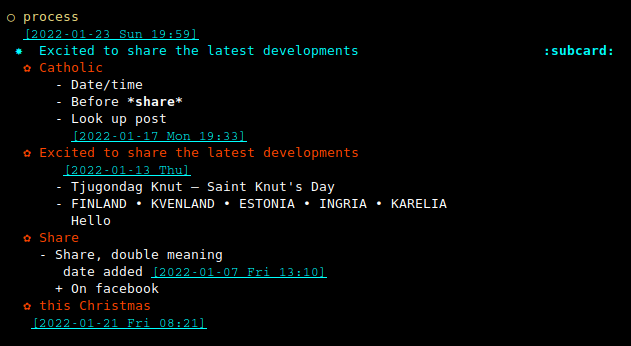 ○ process
[2022-01-23 Sun 19:59]
✸ Excited to share the latest developments :subcard:
✿ Catholic
- Date/time
- Before *share*
- Look up post
[2022-01-17 Mon 19:33]
✿ Excited to share the latest developments
[2022-01-13 Thu]
- Tjugondag Knut – Saint Knut's Day
- FINLAND • KVENLAND • ESTONIA • INGRIA • KARELIA
Hello
✿ Share
- Share, double meaning
date added [2022-01-07 Fri 13:10]
+ On facebook
✿ this Christmas
[2022-01-21 Fri 08:21]